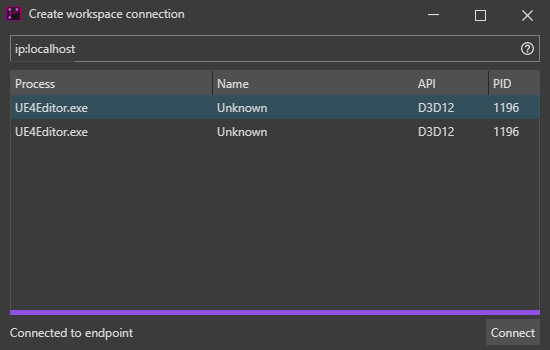 Create workspace connection
ip:localhost
Process Name API PID
UE4Editor.exe Unknown D3D12 1196
UE4Editor.exe Unknown D3D12 1196
Connected to endpoint Connect